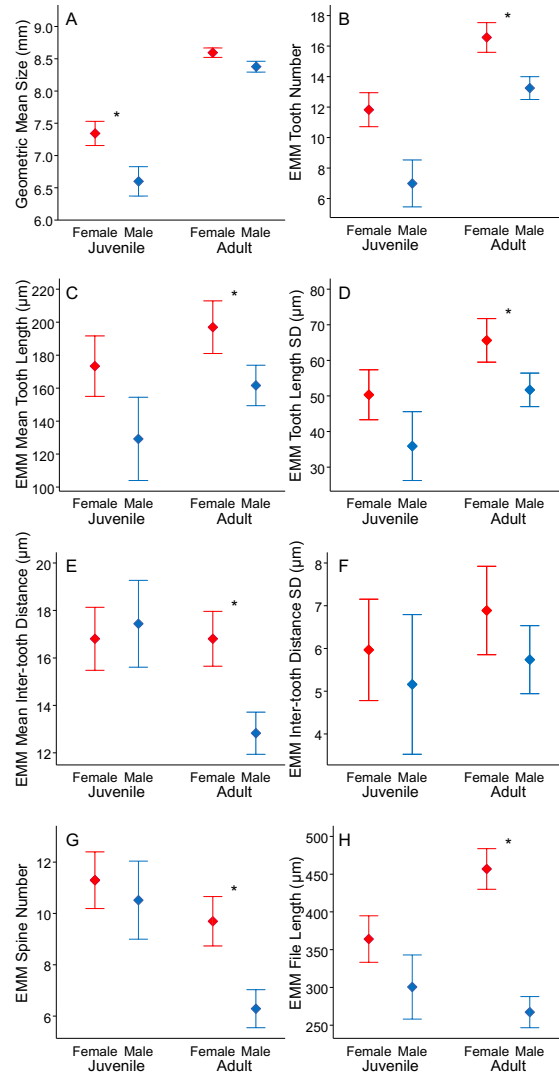 A
Geometric Mean Size (mm)
8.5
8.0
7.5
7.0
6.5
6.0
*
Female Male Female Male
Juvenile Adult
B
EMM Tooth Number
18
16
14
12
10
8
6
*
Female Male Female Male
Juvenile Adult
C
EMM Mean Tooth Length (μm)
220
200
180
160
140
120
100
*
Female Male Female Male
Juvenile Adult
D
EMM Tooth Length SD (μm)
80
70
60
50
40
30
*
Female Male Female Male
Juvenile Adult
E
EMM Mean Inter-tooth Distance (μm)
20
18
16
14
12
*
Female Male Female Male
Juvenile Adult
F
EMM Inter-tooth Distance SD (μm)
8
7
6
5
4
Female Male Female Male
Juvenile Adult
G
EMM Spine Number
12
10
8
6
*
Female Male Female Male
Juvenile Adult
H
EMM File Length (μm)
450
400
350
300
250
*
Female Male Female Male
Juvenile Adult